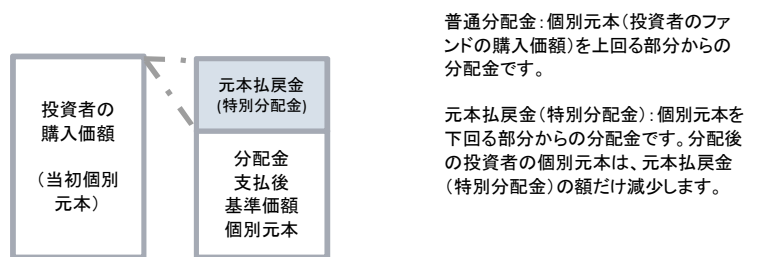 投資者の
購入価額
(当初個別
元本)
元本払戻金
(特別分配金)
分配金
支払後
基準価額
個別元本
普通分配金:個別元本(投資者のファ
ンドの購入価額)を上回る部分からの
分配金です。
元本払戻金(特別分配金):個別元本を
下回る部分からの分配金です。分配後
の投資者の個別元本は、元本払戻金
(特別分配金)の額だけ減少します。